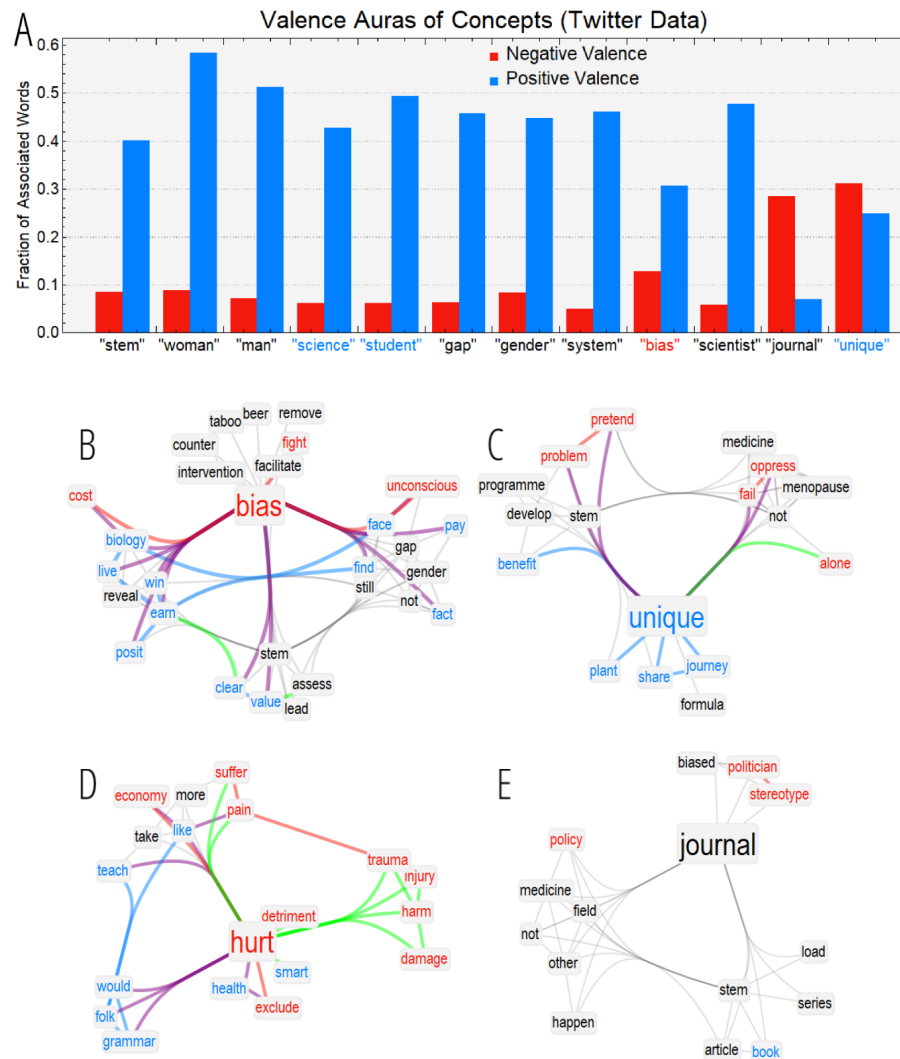 A
Valence Auras of Concepts (Twitter Data)
Negative Valence
Positive Valence
Fraction of Associated Words
0.6
0.5
0.4
0.3
0.2
0.1
0.0
"stem" "woman" "man" "science" "student" "gap" "gender" "system" "bias" "scientist" "journal" "unique"
B
taboo
beer
remove
counter
fight
intervention
facilitate
cost
bias
unconscious
biology
face
pay
gap
live
win
find
gender
reveal
still
earn
not
fact
posit
stem
clear
assess
value
lead
C
pretend
problem
medicine
oppress
programme
fail
menopause
develop
stem
not
benefit
alone
unique
plant
share
journey
formula
D
suffer
economy
more
pain
take
like
teach
trauma
injury
detriment
harm
hurt
damage
smart
would
health
exclude
folk
grammar
E
biased
politician
stereotype
journal
policy
medicine
field
not
other
load
stem
series
happen
article
book